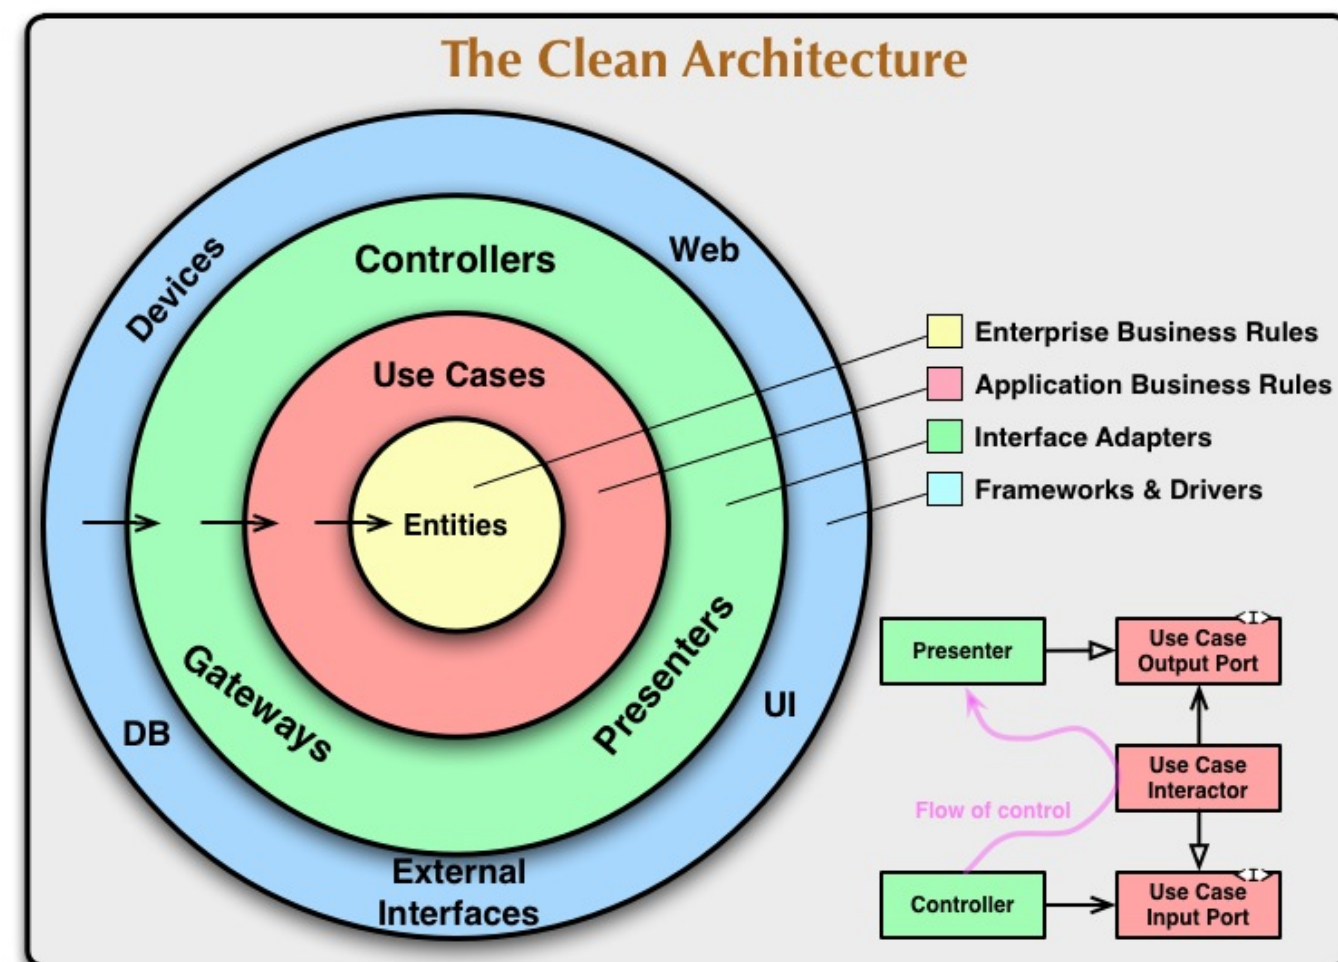 The Clean Architecture
Devices
Controllers
Web
Use Cases
Entities
Gateways
Presenters
DB
UI
External
Interfaces
Enterprise Business Rules
Application Business Rules
Interface Adapters
Frameworks & Drivers
Presenter
<I>
Use Case
Output Port
Use Case
Interactor
Flow of control
Controller
<I>
Use Case
Input Port